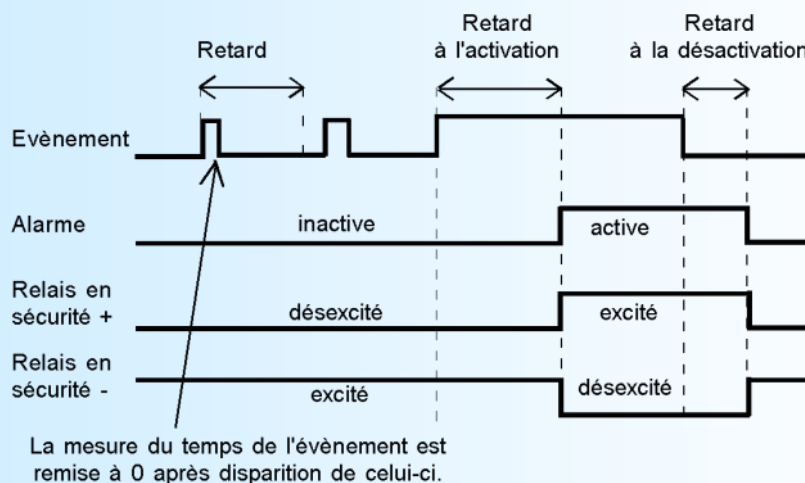 Retard
Retard
à l'activation
Retard
à la désactivation
Evènement
Alarme
inactive
active
Relais en
sécurité +
désexcité
excité
Relais en
sécurité -
excité
désexcité
La mesure du temps de l'évènement est
remise à 0 après disparition de celui-ci.